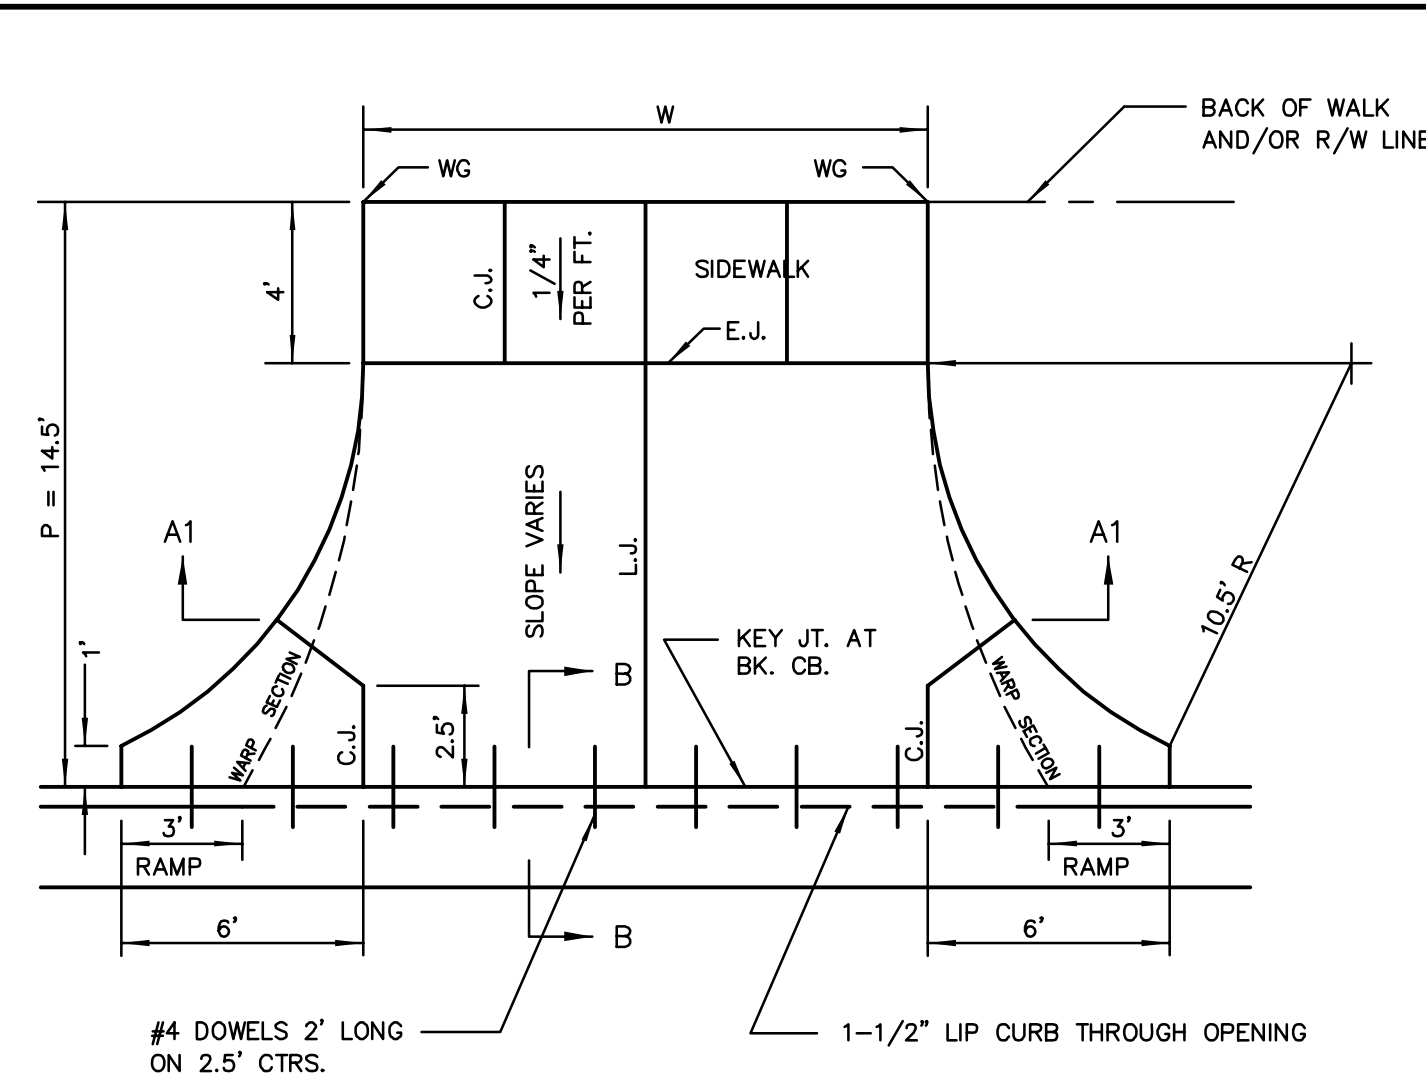 W
BACK OF WALK
AND/OR R/W LINE
WG
WG
4'
C.J.
1/4"
PER FT.
SIDEWALK
E.J.
P = 14.5'
A1
SLOPE VARIES
L.J.
A1
10.5' R
1'
KEY JT. AT
BK. CB.
B
WARP SECTION
C.J.
2.5'
C.J.
WARP SECTION
3'
RAMP
3'
RAMP
6'
B
6'
#4 DOWELS 2' LONG
ON 2.5' CTRS.
1-1/2" LIP CURB THROUGH OPENING